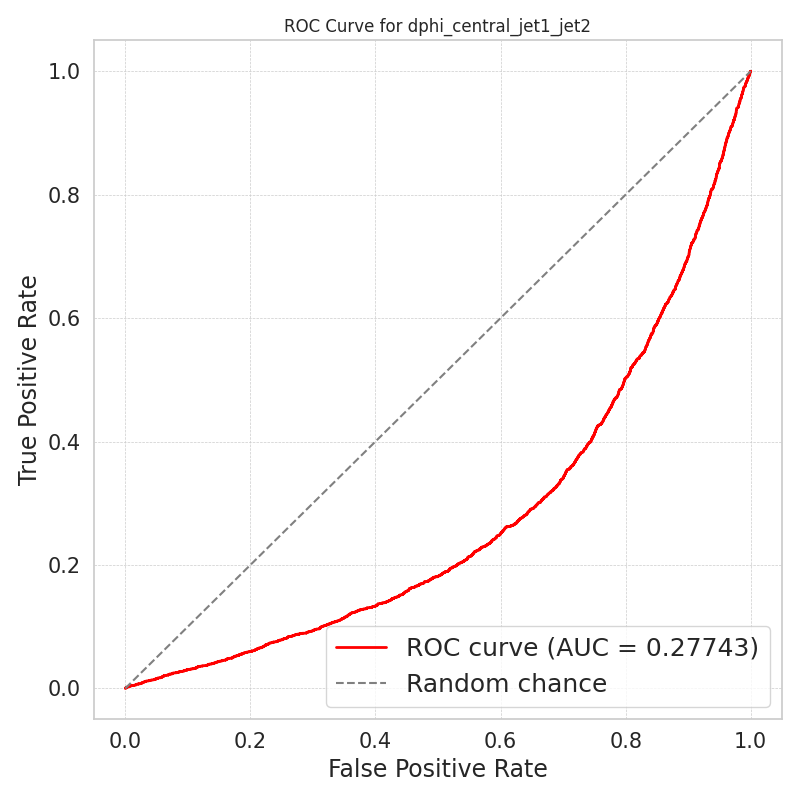 ROC Curve for dphi_central_jet1_jet2
True Positive Rate
1.0
0.8
0.6
0.4
0.2
0.0
ROC curve (AUC = 0.27743)
Random chance
0.0 0.2 0.4 0.6 0.8 1.0
False Positive Rate